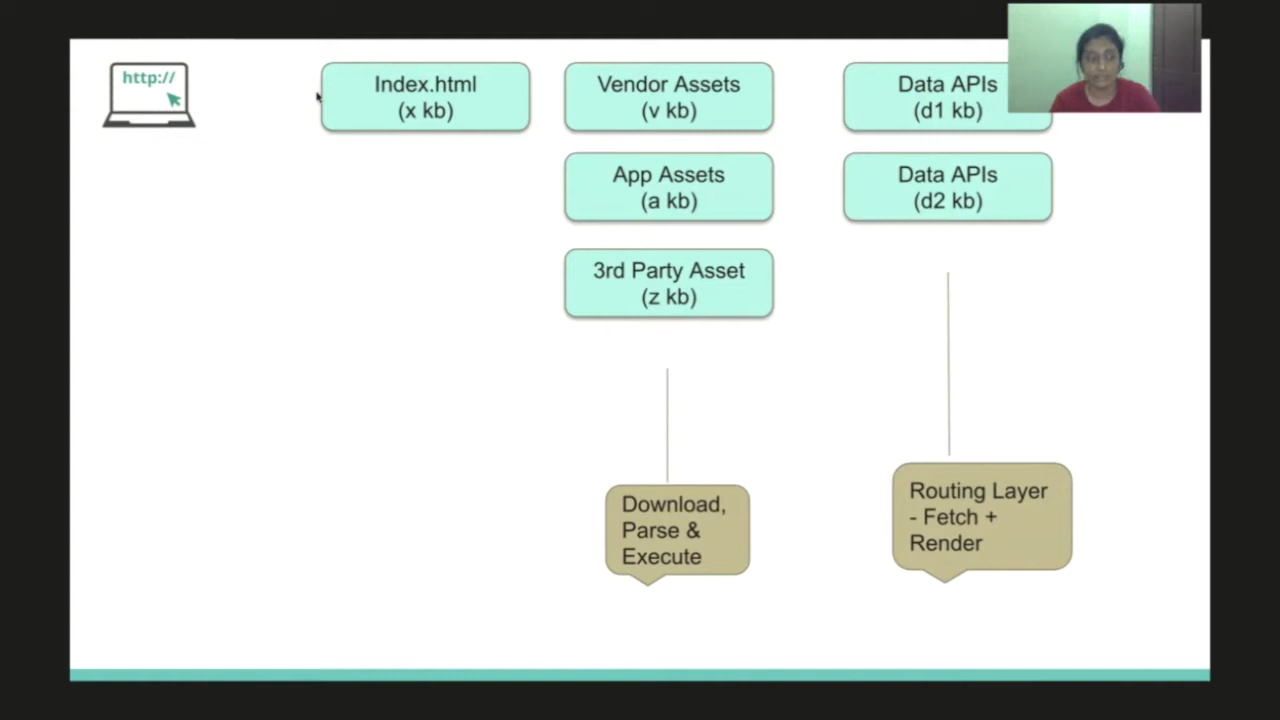 http://
Index.html
(x kb)
Vendor Assets
(v kb)
Data APIs
(d1 kb)
App Assets
(a kb)
Data APIs
(d2 kb)
3rd Party Asset
(z kb)
Download,
Parse &
Execute
Routing Layer
- Fetch +
Render